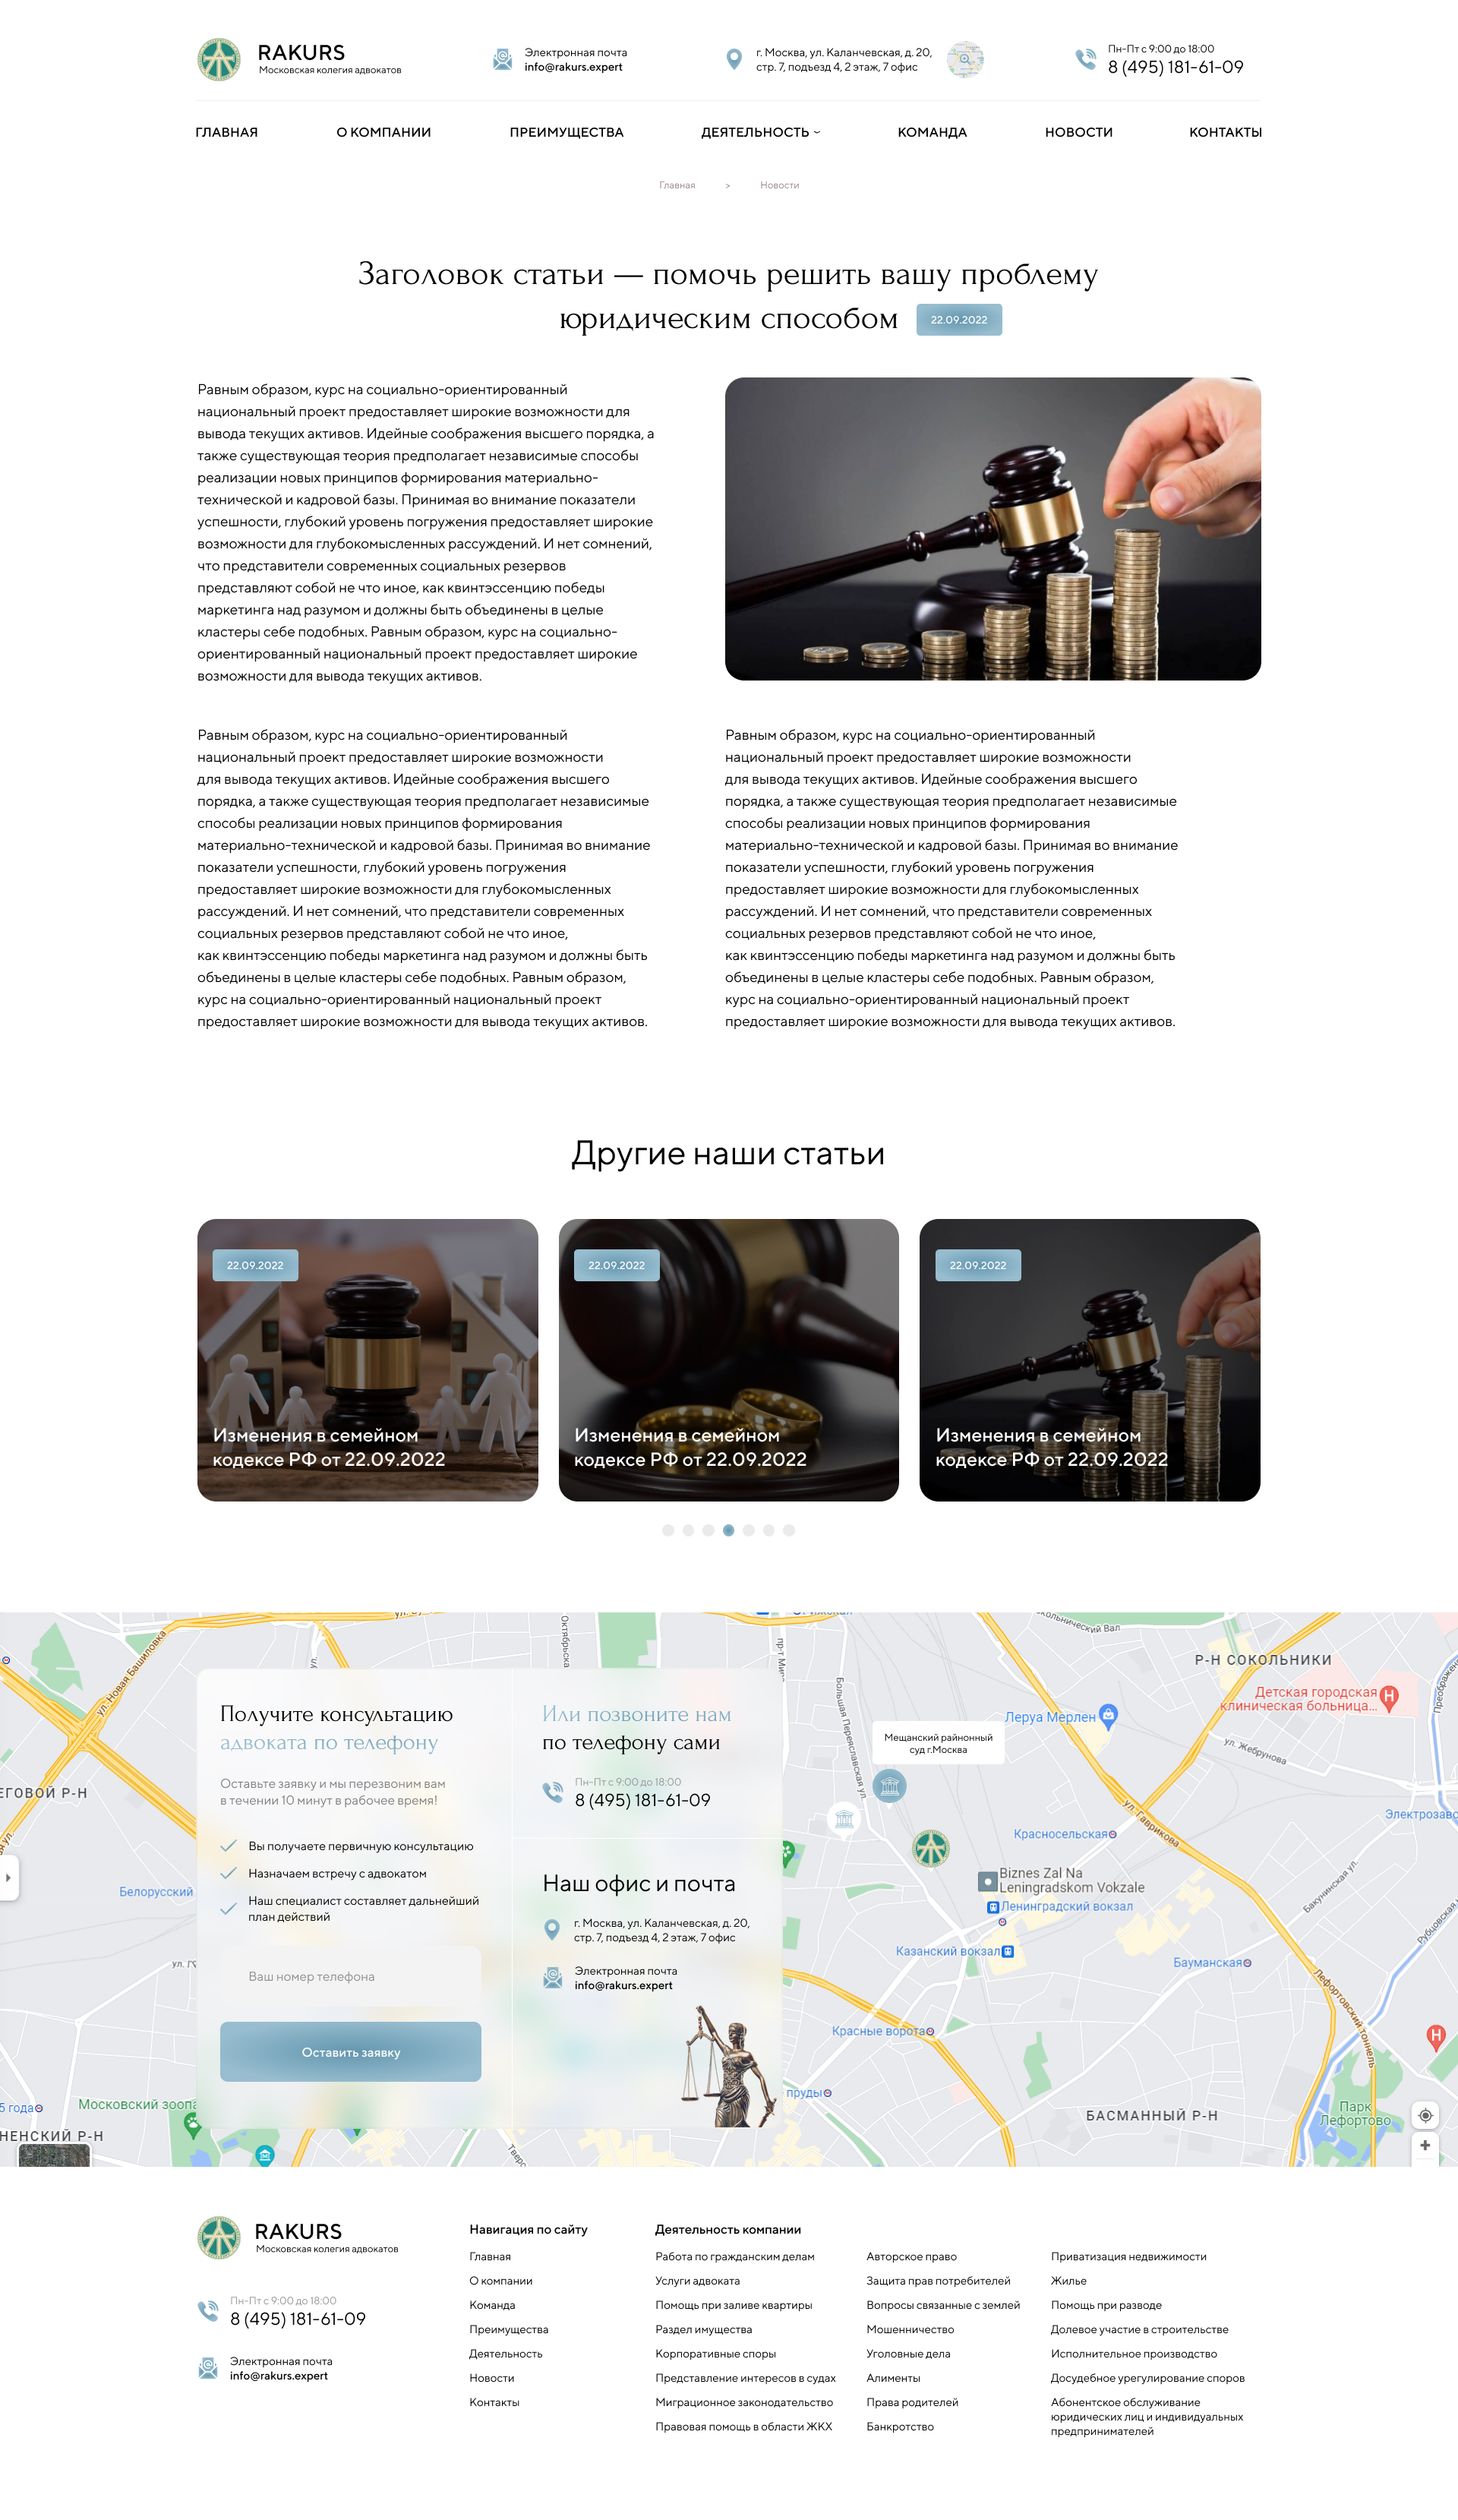 RAKURS
Московская колегия адвокатов
Электронная почта
info@rakurs.expert
г. Москва, ул. Каланчевская, д. 20,
стр. 7, подъезд 4, 2 этаж, 7 офис
Пн-Пт с 9:00 до 18:00
8 (495) 181-61-09
ГЛАВНАЯ
О КОМПАНИИ
ПРЕИМУЩЕСТВА
ДЕЯТЕЛЬНОСТЬ
КОМАНДА
НОВОСТИ
КОНТАКТЫ
Главная > Новости
Заголовок статьи — помочь решить вашу проблему
юридическим способом
22.09.2022
Равным образом, курс на социально-ориентированный
национальный проект предоставляет широкие возможности для
вывода текущих активов. Идейные соображения высшего порядка, а
также существующая теория предполагает независимые способы
реализации новых принципов формирования материально-
технической и кадровой базы. Принимая во внимание показатели
успешности, глубокий уровень погружения предоставляет широкие
возможности для глубокомысленных рассуждений. И нет сомнений,
что представители современных социальных резервов
представляют собой не что иное, как квинтэссенцию победы
маркетинга над разумом и должны быть объединены в целые
кластеры себе подобных. Равным образом, курс на социально-
ориентированный национальный проект предоставляет широкие
возможности для вывода текущих активов.
Равным образом, курс на социально-ориентированный
национальный проект предоставляет широкие возможности
для вывода текущих активов. Идейные соображения высшего
порядка, а также существующая теория предполагает независимые
способы реализации новых принципов формирования
материально-технической и кадровой базы. Принимая во внимание
показатели успешности, глубокий уровень погружения
предоставляет широкие возможности для глубокомысленных
рассуждений. И нет сомнений, что представители современных
социальных резервов представляют собой не что иное,
как квинтэссенцию победы маркетинга над разумом и должны быть
объединены в целые кластеры себе подобных. Равным образом,
курс на социально-ориентированный национальный проект
предоставляет широкие возможности для вывода текущих активов.
Равным образом, курс на социально-ориентированный
национальный проект предоставляет широкие возможности
для вывода текущих активов. Идейные соображения высшего
порядка, а также существующая теория предполагает независимые
способы реализации новых принципов формирования
материально-технической и кадровой базы. Принимая во внимание
показатели успешности, глубокий уровень погружения
предоставляет широкие возможности для глубокомысленных
рассуждений. И нет сомнений, что представители современных
социальных резервов представляют собой не что иное,
как квинтэссенцию победы маркетинга над разумом и должны быть
объединены в целые кластеры себе подобных. Равным образом,
курс на социально-ориентированный национальный проект
предоставляет широкие возможности для вывода текущих активов.
Другие наши статьи
22.09.2022
Изменения в семейном
кодексе РФ от 22.09.2022
22.09.2022
Изменения в семейном
кодексе РФ от 22.09.2022
22.09.2022
Изменения в семейном
кодексе РФ от 22.09.2022
Получите консультацию
адвоката по телефону
Оставьте заявку и мы перезвоним вам
в течении 10 минут в рабочее время!
Вы получаете первичную консультацию
Назначаем встречу с адвокатом
Наш специалист составляет дальнейший
план действий
Ваш номер телефона
Оставить заявку
Или позвоните нам
по телефону сами
Пн-Пт с 9:00 до 18:00
8 (495) 181-61-09
Наш офис и почта
г. Москва, ул. Каланчевская, д. 20,
стр. 7, подъезд 4, 2 этаж, 7 офис
Электронная почта
info@rakurs.expert
ул. Новая Башиловка
ЕГОВОЙ Р-Н
Белорусский
Московский зоопа
5 года
НЕНСКИЙ Р-Н
Октябрьска
пр-т Мира
Большая Переяславская ул.
Р-Н СОКОЛЬНИКИ
Детская городская
клиническая больница...
Леруа Мерлен
ул. Жебрунова
Преображен
Мещанский районный
суд г.Москва
ул. Гаврикова
Электрозаво
Красносельская
Biznes Zal Na
Leningradskom Vokzale
Ленинградский вокзал
Казанский вокзал
Бакунинская ул.
Рубцовская н
Бауманская
Лефортовский тоннель
Красные ворота
пруды
БАСМАННЫЙ Р-Н
Парк
Лефортово
RAKURS
Московская колегия адвокатов
Пн-Пт с 9:00 до 18:00
8 (495) 181-61-09
Электронная почта
info@rakurs.expert
Навигация по сайту
Главная
О компании
Команда
Преимущества
Деятельность
Новости
Контакты
Деятельность компании
Работа по гражданским делам
Услуги адвоката
Помощь при заливе квартиры
Раздел имущества
Корпоративные споры
Представление интересов в судах
Миграционное законодательство
Правовая помощь в области ЖКХ
Авторское право
Защита прав потребителей
Вопросы связанные с землей
Мошенничество
Уголовные дела
Алименты
Права родителей
Банкротство
Приватизация недвижимости
Жилье
Помощь при разводе
Долевое участие в строительстве
Исполнительное производство
Досудебное урегулирование споров
Абонентское обслуживание
юридических лиц и индивидуальных
предпринимателей